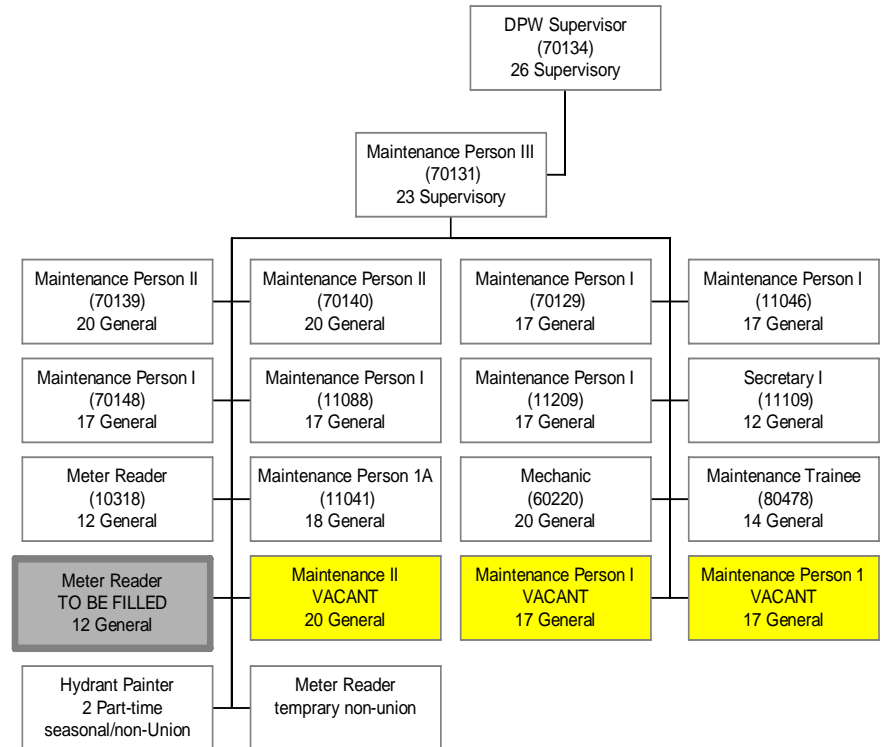 DPW Supervisor
(70134)
26 Supervisory
Maintenance Person III
(70131)
23 Supervisory
Maintenance Person II
(70139)
20 General
Maintenance Person II
(70140)
20 General
Maintenance Person I
(70129)
17 General
Maintenance Person I
(11046)
17 General
Maintenance Person I
(70148)
17 General
Maintenance Person I
(11088)
17 General
Maintenance Person I
(11209)
17 General
Secretary I
(11109)
12 General
Meter Reader
(10318)
12 General
Maintenance Person 1A
(11041)
18 General
Mechanic
(60220)
20 General
Maintenance Trainee
(80478)
14 General
Meter Reader
TO BE FILLED
12 General
Maintenance II
VACANT
20 General
Maintenance Person I
VACANT
17 General
Maintenance Person 1
VACANT
17 General
Hydrant Painter
2 Part-time
seasonal/non-Union
Meter Reader
temprary non-union